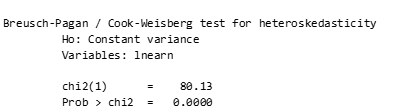 Breusch-Pagan / Cook-Weisberg test for heteroskedasticity
Ho: Constant variance
Variables: lnearn
chi2(1) = 80.13
Prob > chi2 = 0.0000